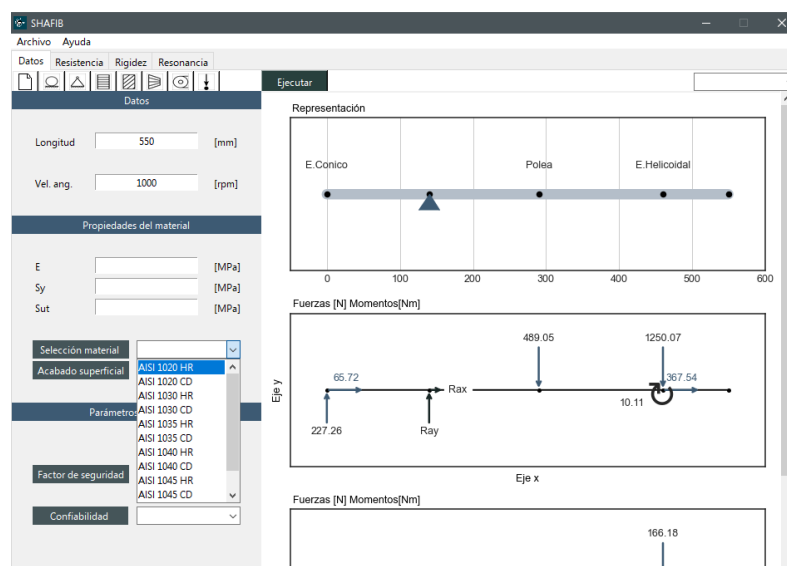 SHAFIB
Archivo Ayuda
Datos Resistencia Rigidez Resonancia
Ejecutar
Datos
Longitud 550 [mm]
Vel. ang. 1000 [rpm]
Propiedades del material
E [MPa]
Sy [MPa]
Sut [MPa]
Selección material
Acabado superficial
AISI 1020 HR
AISI 1020 CD
AISI 1030 HR
AISI 1030 CD
AISI 1035 HR
AISI 1035 CD
AISI 1040 HR
AISI 1040 CD
AISI 1045 HR
AISI 1045 CD
Parámetros
Factor de seguridad
Confiabilidad
Representación
E.Conico Polea E.Helicoidal
0 100 200 300 400 500 600
Fuerzas [N] Momentos[Nm]
489.05 1250.07
65.72 Rax 367.54
10.11
227.26 Ray
Eje y
Eje x
Fuerzas [N] Momentos[Nm]
166.18